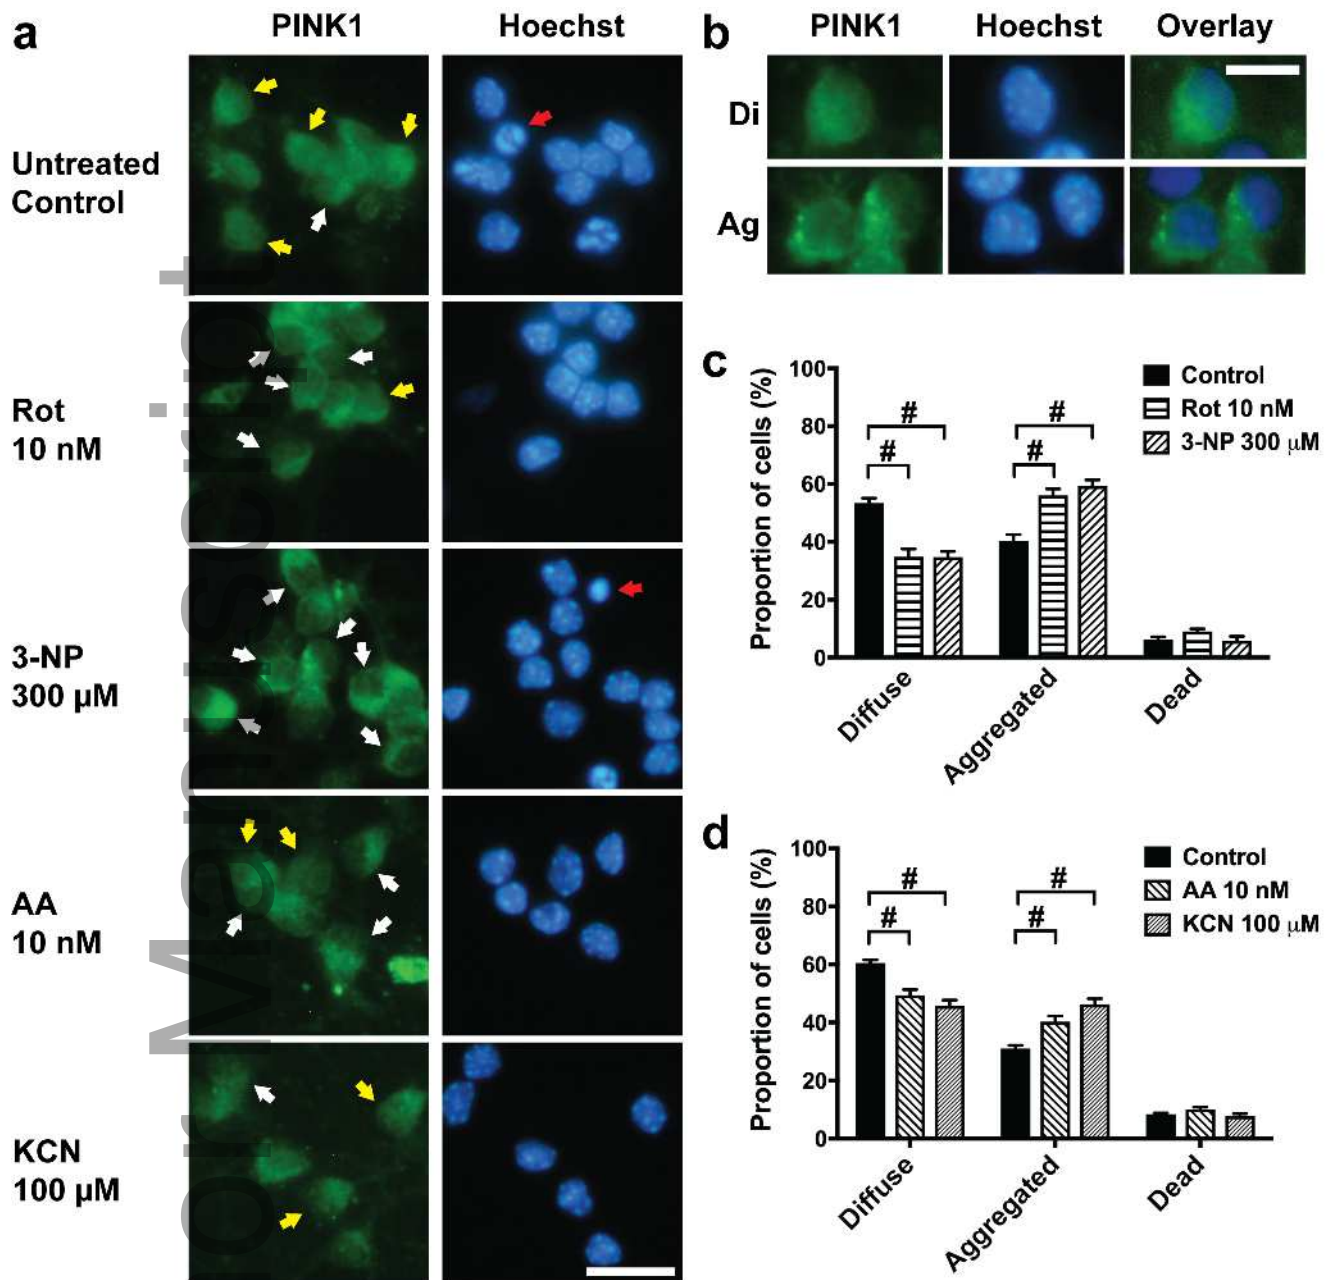 a
PINK1
Hoechst
Untreated
Control
Rot
10 nM
3-NP
300 µM
AA
10 nM
KCN
100 µM
b
PINK1
Hoechst
Overlay
Di
Ag
c
Proportion of cells (%)
100
80
60
40
20
0
#
#
#
#
Control
Rot 10 nM
3-NP 300 µM
Diffuse
Aggregated
Dead
d
Proportion of cells (%)
100
80
60
40
20
0
#
#
#
#
Control
AA 10 nM
KCN 100 µM
Diffuse
Aggregated
Dead
or Manuscript